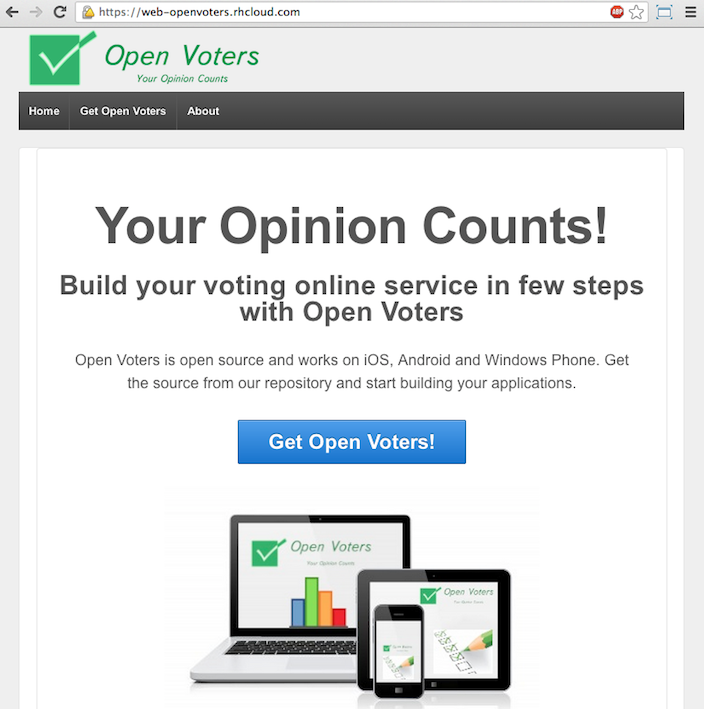 https://web-openvoters.rhcloud.com
ABP
Open Voters
Your Opinion Counts
Home Get Open Voters About
Your Opinion Counts!
Build your voting online service in few steps
with Open Voters
Open Voters is open source and works on iOS, Android and Windows Phone. Get
the source from our repository and start building your applications.
Get Open Voters!
Open Voters
Your Opinion Counts
Open Voters
Your Opinion Counts
Open Voters